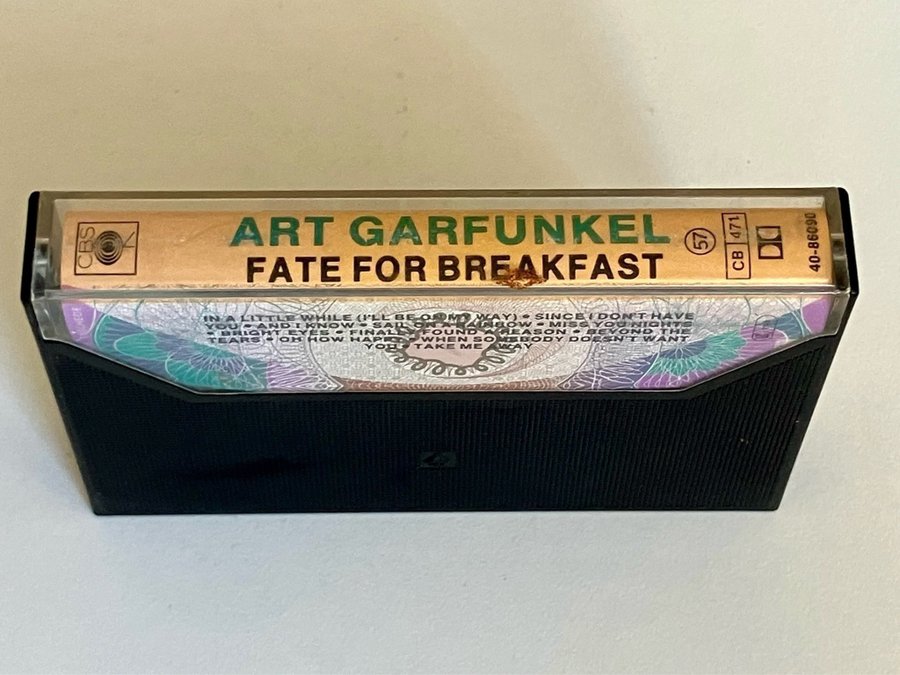 CBS
ART GARFUNKEL
FATE FOR BREAKFAST
57
CB 471
40-86090
IN A LITTLE WHILE (I'LL BE ON MY WAY) • SINCE I DON'T HAVE
YOU • AND I KNOW • SAIL ON A RAINBOW • MISS YOU NIGHTS
• BRIGHT EYES • FINALLY FOUND A REASON • BEYOND THE
TEARS • OH HOW HAPPY • WHEN SOMEBODY DOESN'T WANT
YOU • TAKE ME AWAY